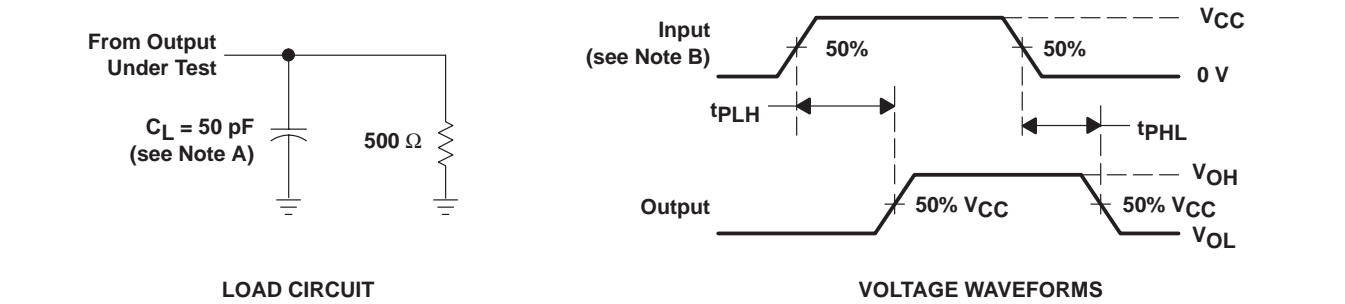 From Output
Under Test
CL = 50 pF
(see Note A)
500 Ω
LOAD CIRCUIT
Input
(see Note B)
50%
50%
VCC
0 V
tPLH
tPHL
Output
50% VCC
50% VCC
VOH
VOL
VOLTAGE WAVEFORMS